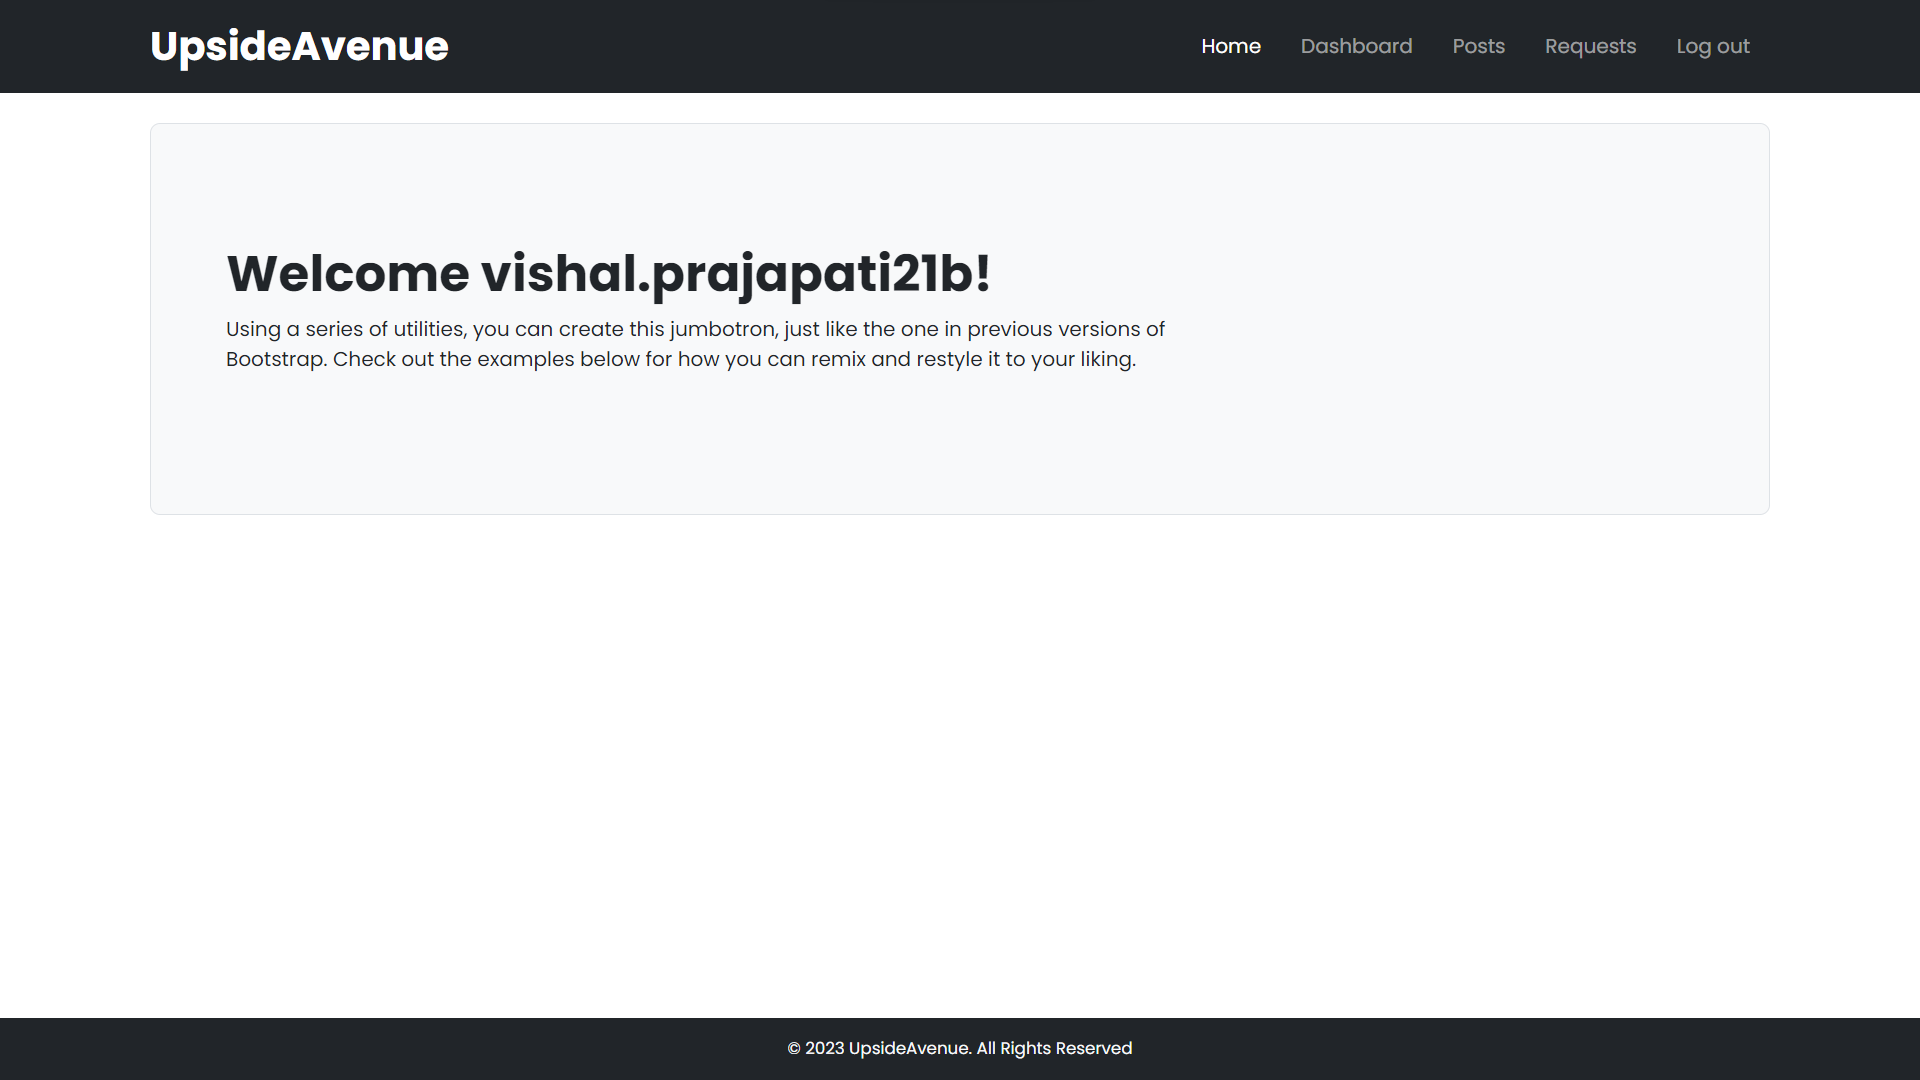 UpsideAvenue
Home Dashboard Posts Requests Log out
Welcome vishal.prajapati21b!
Using a series of utilities, you can create this jumbotron, just like the one in previous versions of
Bootstrap. Check out the examples below for how you can remix and restyle it to your liking.
© 2023 UpsideAvenue. All Rights Reserved